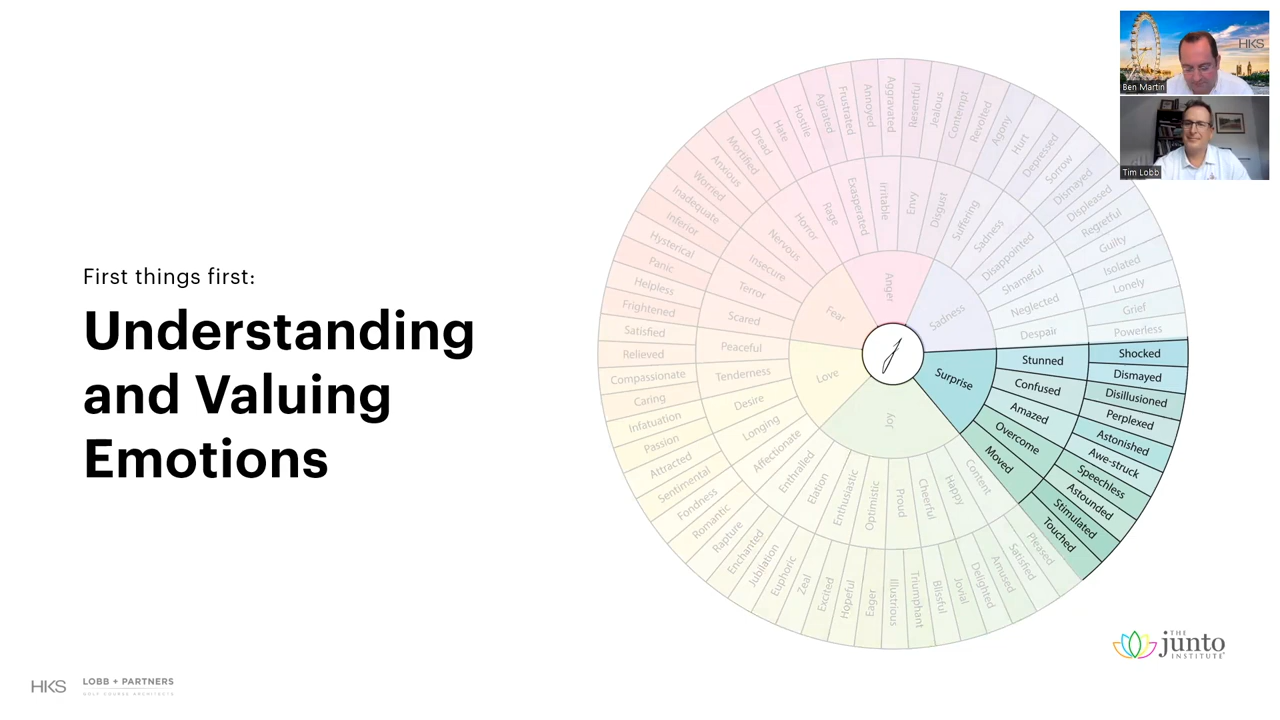 First things first:
Understanding
and Valuing
Emotions
HKS
Ben Martin
Tim Lobb
Anger
Sadness
Surprise
Joy
Love
Fear
Rage
Exasperated
Irritable
Envy
Disgust
Suffering
Sadness
Disappointed
Shameful
Neglected
Despair
Stunned
Confused
Amazed
Overcome
Moved
Content
Happy
Cheerful
Proud
Optimistic
Enthusiastic
Elation
Enthralled
Affectionate
Longing
Desire
Tenderness
Peaceful
Scared
Terror
Insecure
Nervous
Horror
Hate
Hostile
Agitated
Frustrated
Annoyed
Aggravated
Resentful
Jealous
Contempt
Revolted
Agony
Hurt
Depressed
Sorrow
Dismayed
Displeased
Regretful
Guilty
Isolated
Lonely
Grief
Powerless
Shocked
Dismayed
Disillusioned
Perplexed
Astonished
Awe-struck
Speechless
Astounded
Stimulated
Touched
Pleased
Satisfied
Amused
Delighted
Jovial
Blissful
Triumphant
Illustrious
Eager
Hopeful
Excited
Zeal
Euphoric
Jubilation
Enchanted
Rapture
Romantic
Fondness
Sentimental
Attracted
Passion
Infatuation
Caring
Compassionate
Relieved
Satisfied
Frightened
Helpless
Panic
Hysterical
Inferior
Inadequate
Worried
Anxious
Mortified
Dread
THE
junto
INSTITUTE
HKS
LOBB + PARTNERS
GOLF COURSE ARCHITECTS